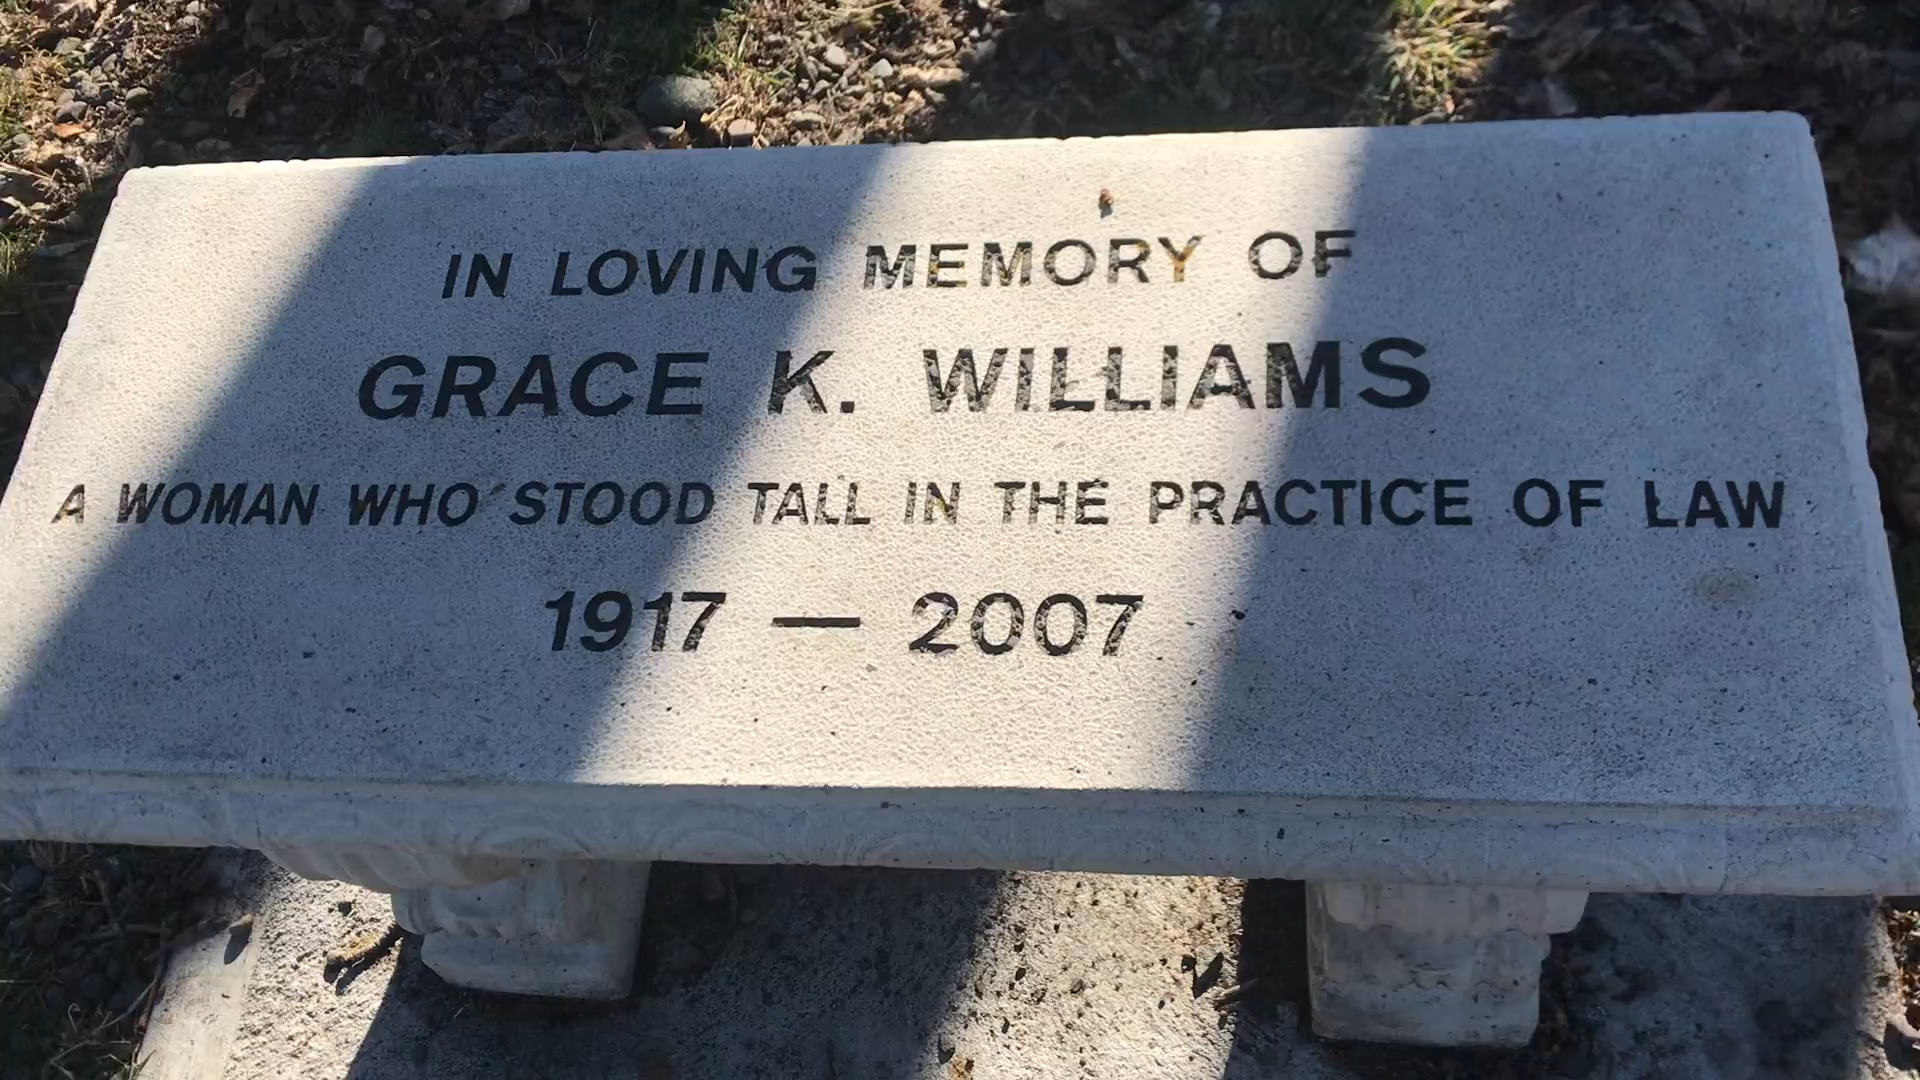 IN LOVING MEMORY OF
GRACE K. WILLIAMS
A WOMAN WHO STOOD TALL IN THE PRACTICE OF LAW
1917 — 2007